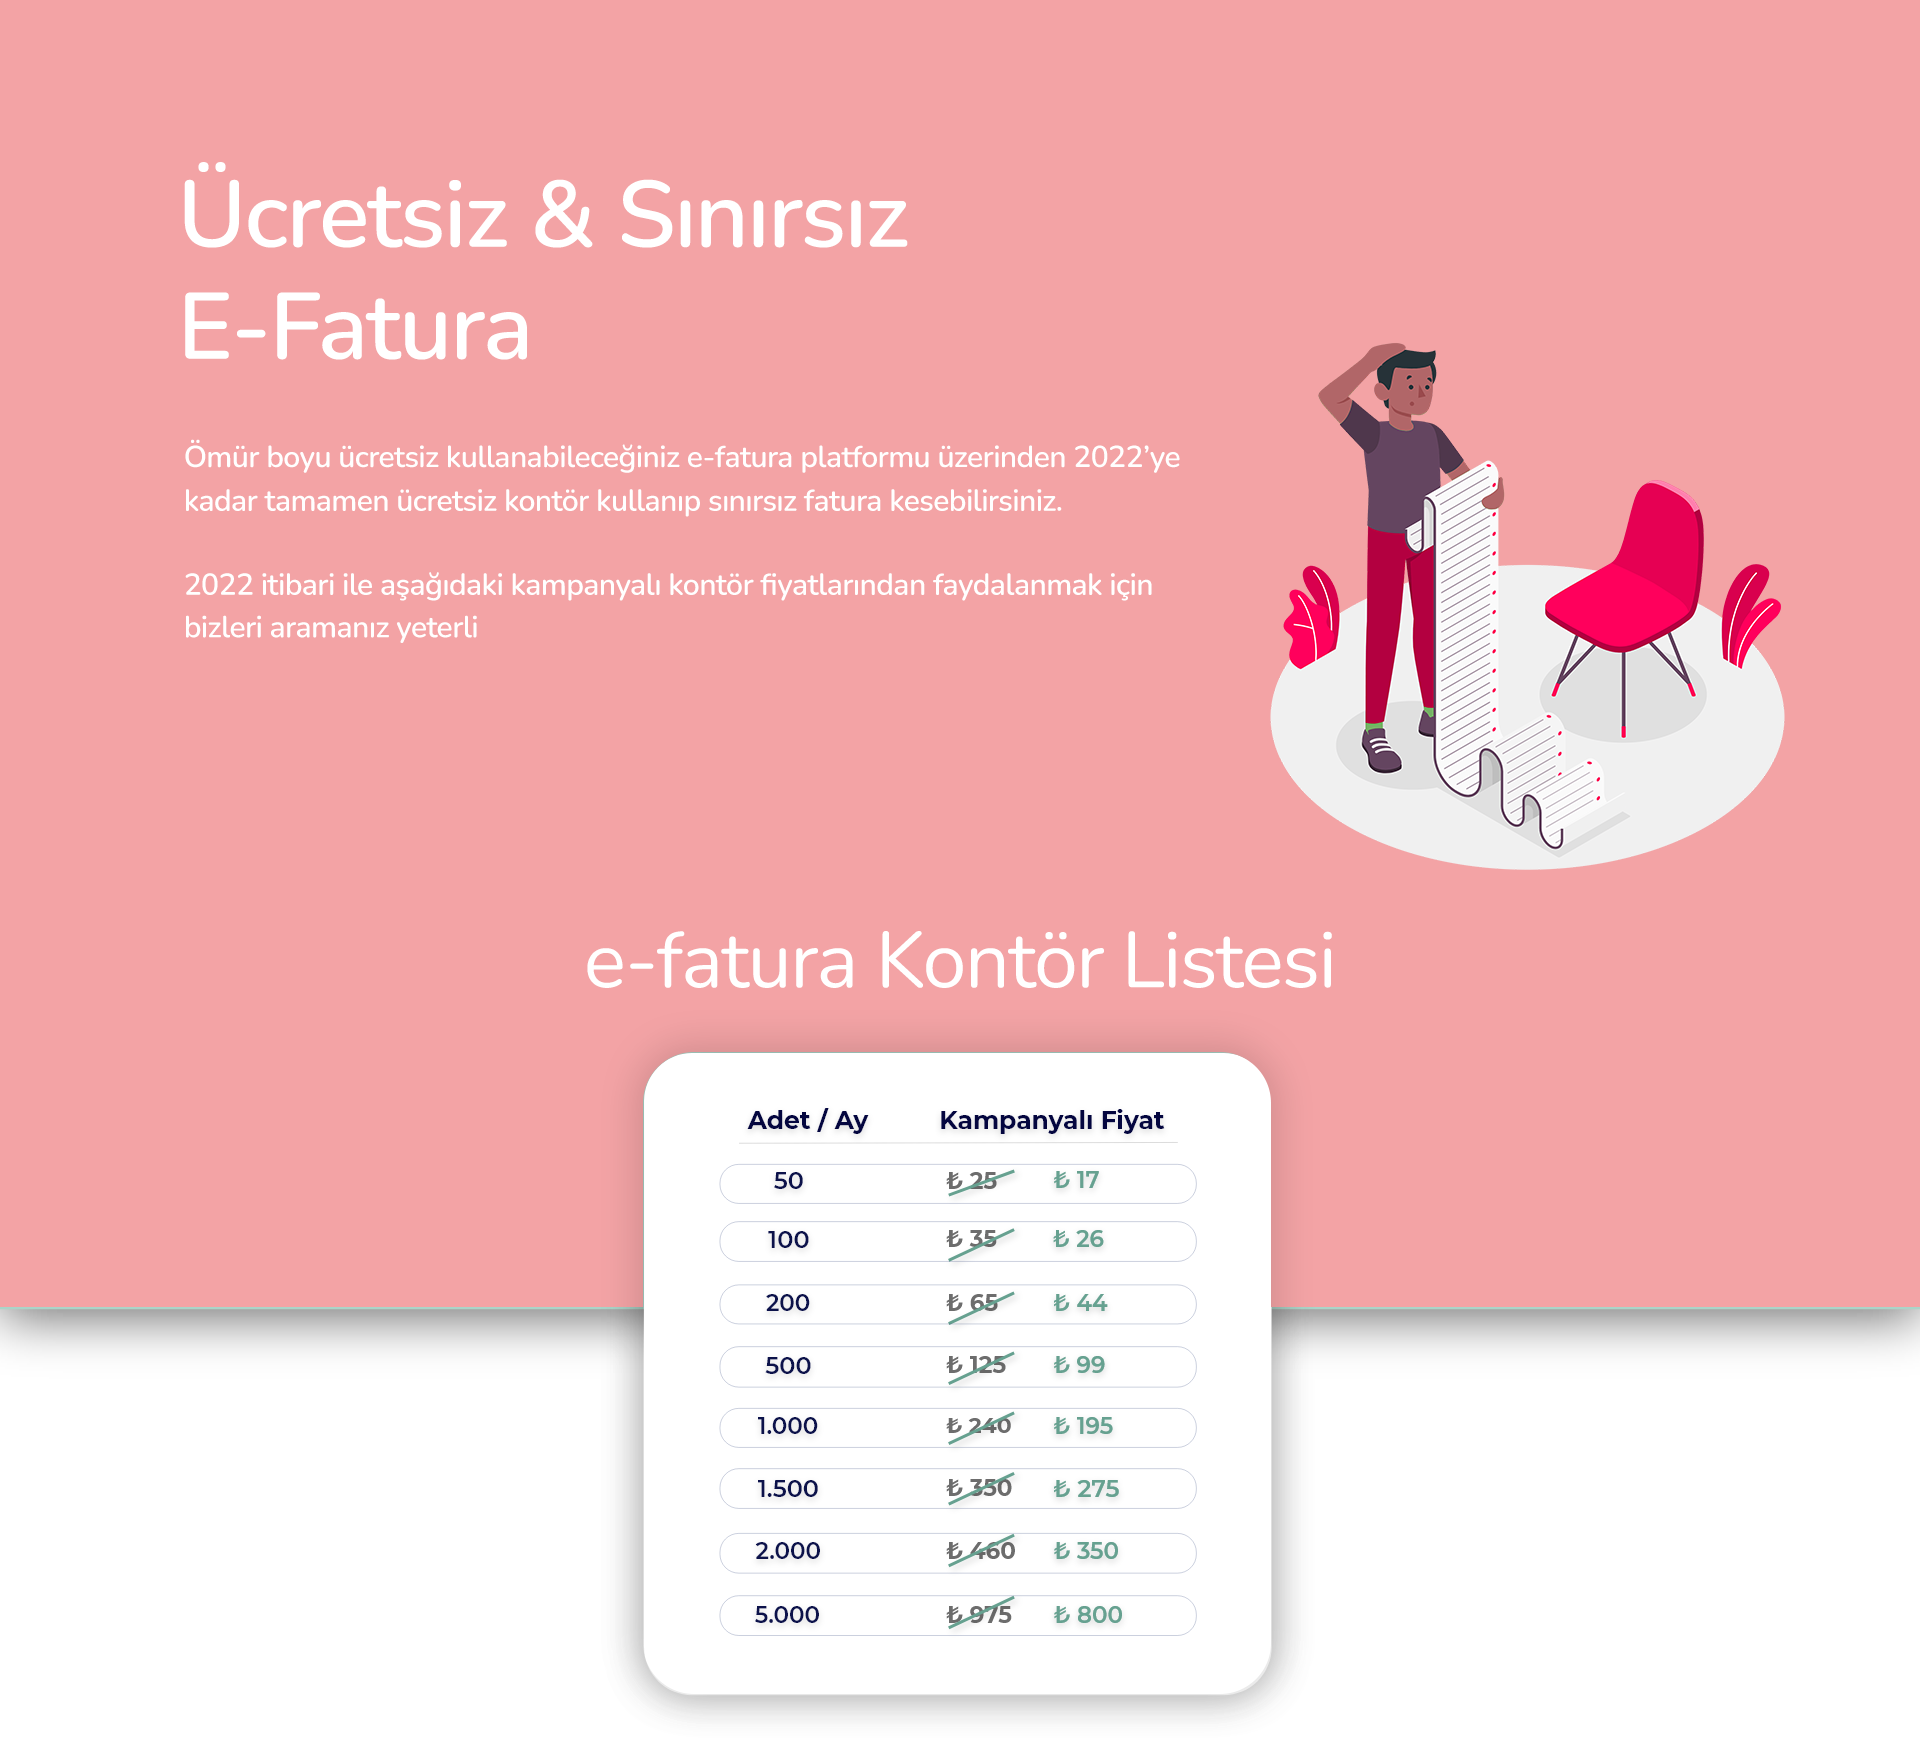 Ücretsiz & Sınırsız
E-Fatura
Ömür boyu ücretsiz kullanabileceğiniz e-fatura platformu üzerinden 2022’ye
kadar tamamen ücretsiz kontör kullanıp sınırsız fatura kesebilirsiniz.
2022 itibari ile aşağıdaki kampanyalı kontör fiyatlarından faydalanmak için
bizleri aramanız yeterli
e-fatura Kontör Listesi
Adet / Ay Kampanyalı Fiyat
50 ₺ 25 ₺ 17
100 ₺ 35 ₺ 26
200 ₺ 65 ₺ 44
500 ₺ 125 ₺ 99
1.000 ₺ 240 ₺ 195
1.500 ₺ 350 ₺ 275
2.000 ₺ 460 ₺ 350
5.000 ₺ 975 ₺ 800